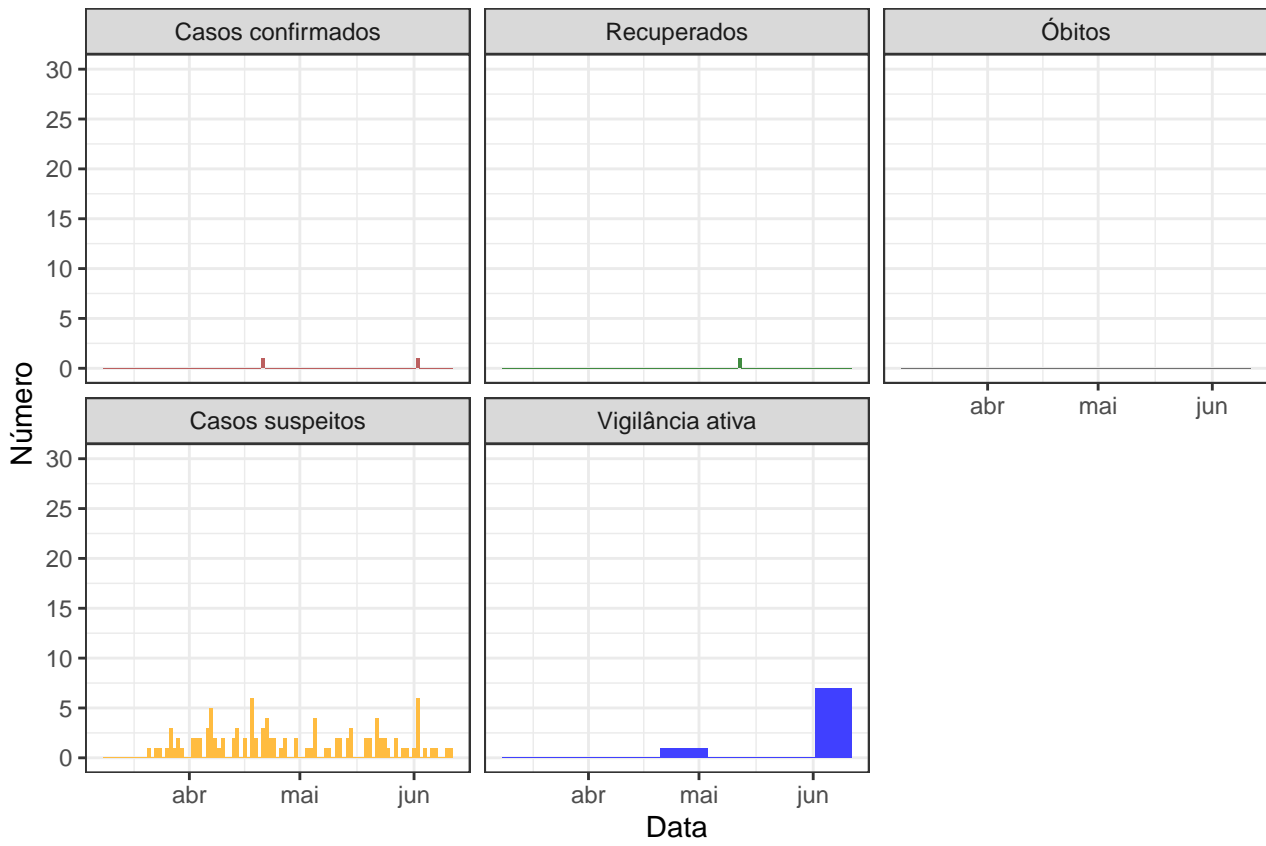 Casos confirmados
Recuperados
Óbitos
30
25
20
15
10
5
0
abr mai jun
Casos suspeitos
Vigilância ativa
30
25
20
15
10
5
0
abr mai jun
abr mai jun
Número
Data